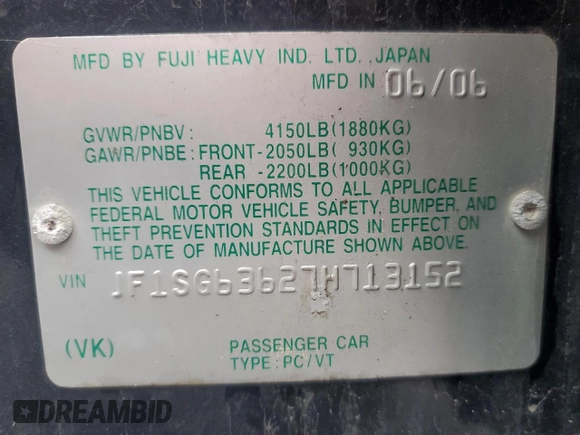 MFD BY FUJI HEAVY IND. LTD., JAPAN
MFD IN 06/06
GVWR/PNBV: 4150LB(1880KG)
GAWR/PNBE: FRONT-2050LB( 930KG)
REAR -2200LB(1000KG)
THIS VEHICLE CONFORMS TO ALL APPLICABLE
FEDERAL MOTOR VEHICLE SAFETY, BUMPER, AND
THEFT PREVENTION STANDARDS IN EFFECT ON
THE DATE OF MANUFACTURE SHOWN ABOVE.
VIN JF1SG63627H713152
(VK) PASSENGER CAR
TYPE: PC/VT
DREAMBID